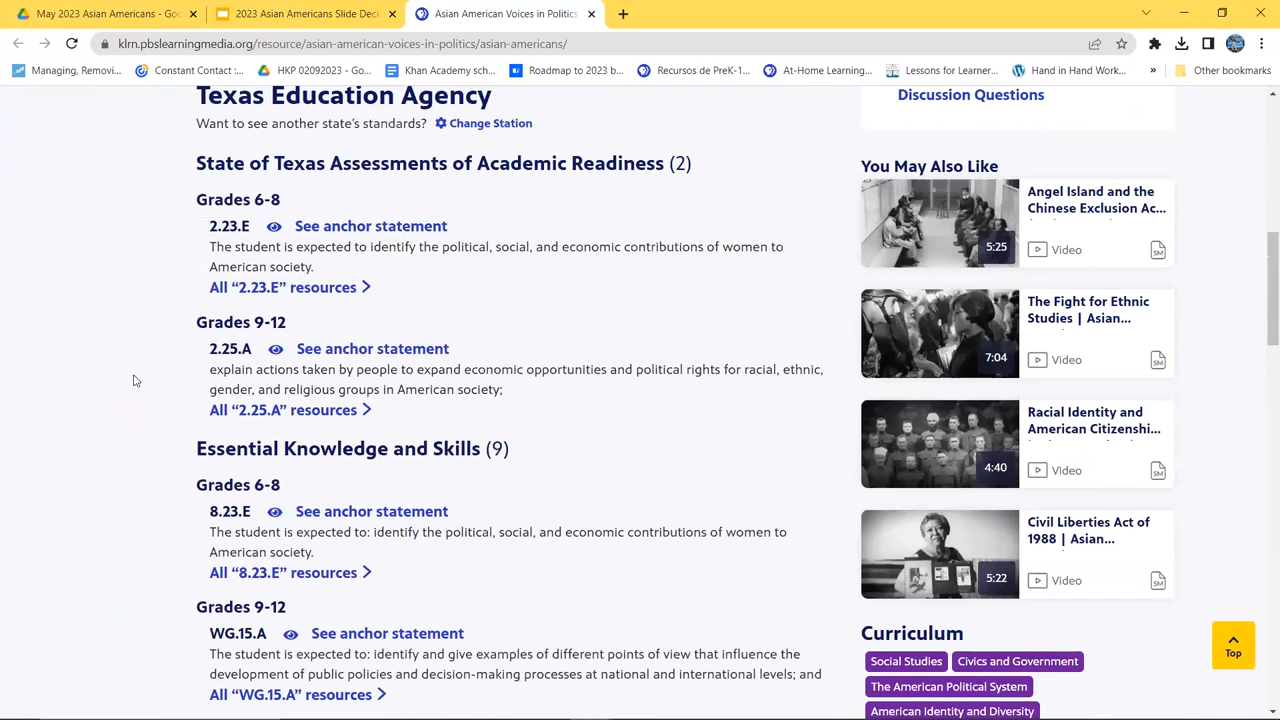 May 2023 Asian Americans - Goo
2023 Asian Americans Slide Deck
Asian American Voices in Politics
klrn.pbslearningmedia.org/resource/asian-american-voices-in-politics/asian-americans/
Managing, Removi...
Constant Contact :...
HKP 02092023 - Go...
Khan Academy sch...
Roadmap to 2023 b...
Recursos de PreK-1...
At-Home Learning...
Lessons for Learner...
Hand in Hand Work...
»
Other bookmarks
Texas Education Agency
Want to see another state's standards? Change Station
State of Texas Assessments of Academic Readiness (2)
Grades 6-8
2.23.E See anchor statement
The student is expected to identify the political, social, and economic contributions of women to
American society.
All “2.23.E” resources
Grades 9-12
2.25.A See anchor statement
explain actions taken by people to expand economic opportunities and political rights for racial, ethnic,
gender, and religious groups in American society;
All “2.25.A” resources
Essential Knowledge and Skills (9)
Grades 6-8
8.23.E See anchor statement
The student is expected to: identify the political, social, and economic contributions of women to
American society.
All “8.23.E” resources
Grades 9-12
WG.15.A See anchor statement
The student is expected to: identify and give examples of different points of view that influence the
development of public policies and decision-making processes at national and international levels; and
All “WG.15.A” resources
Discussion Questions
You May Also Like
Angel Island and the
Chinese Exclusion Ac...
5:25
Video
SM
The Fight for Ethnic
Studies | Asian...
7:04
Video
SM
Racial Identity and
American Citizenshi...
4:40
Video
SM
Civil Liberties Act of
1988 | Asian...
5:22
Video
SM
Curriculum
Social Studies
Civics and Government
The American Political System
American Identity and Diversity
Top